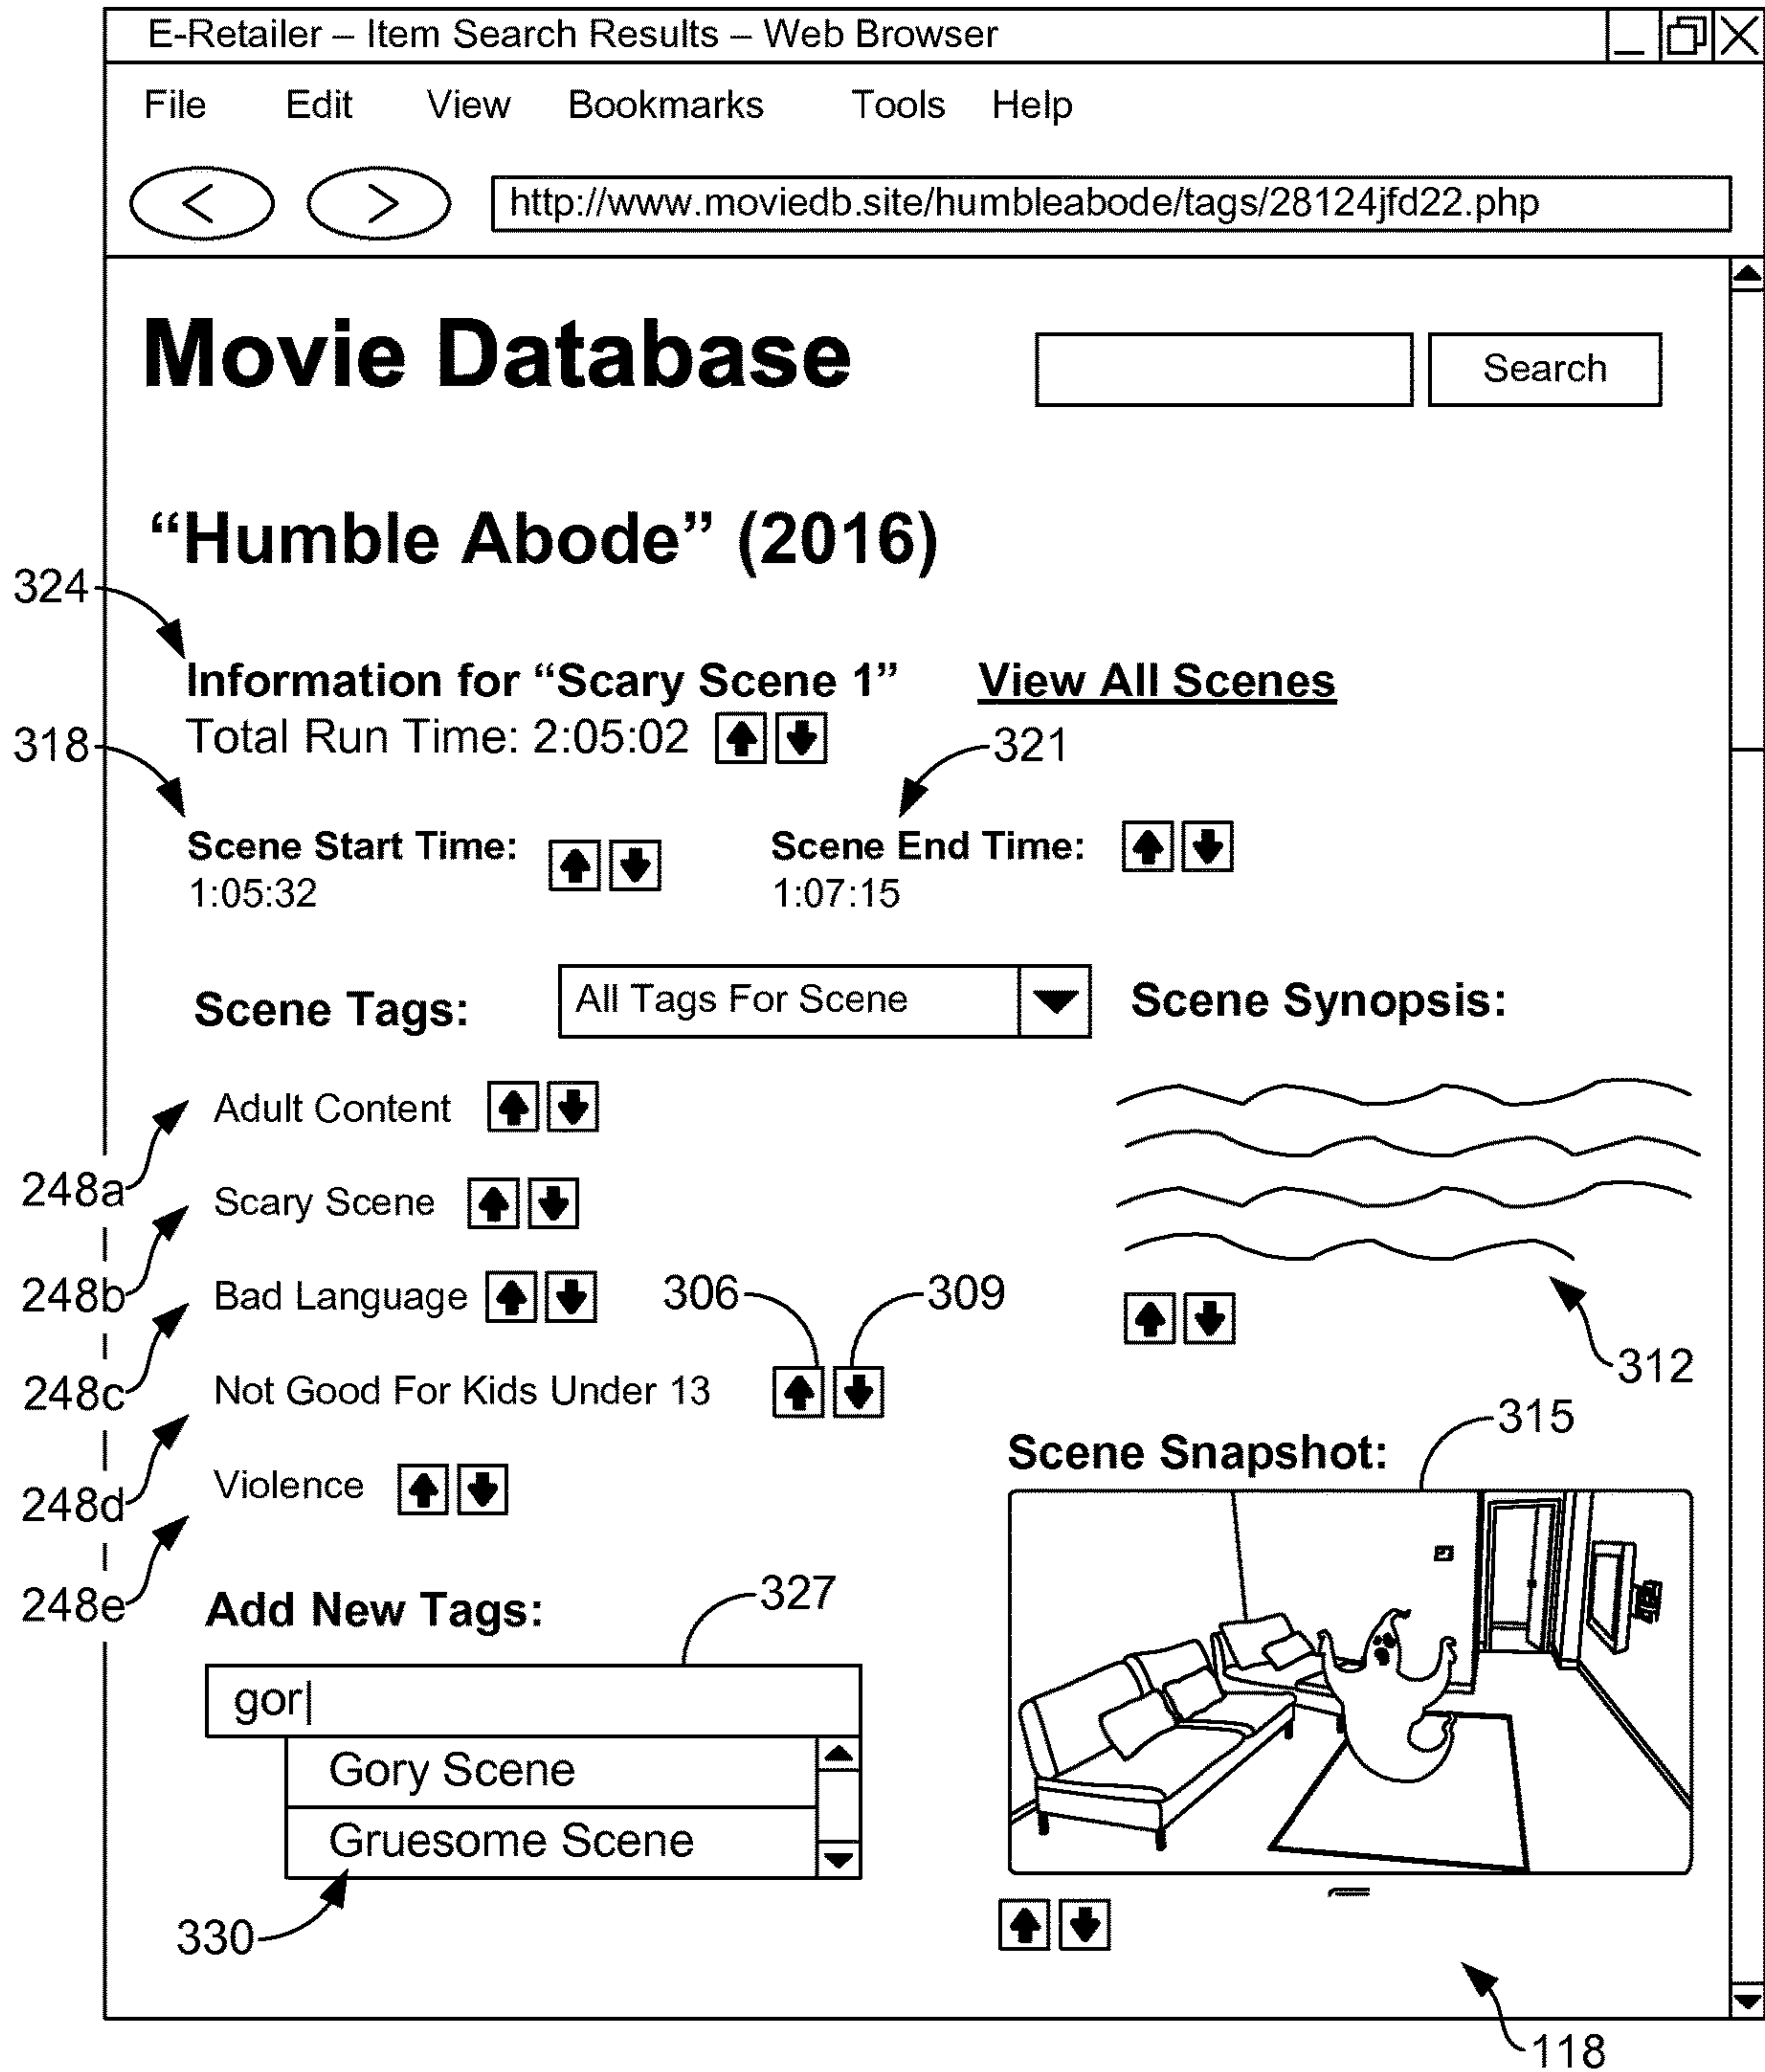 E-Retailer – Item Search Results – Web Browser
File Edit View Bookmarks Tools Help
< > http://www.moviedb.site/humbleabode/tags/28124jfd22.php
Movie Database
Search
“Humble Abode” (2016)
324
Information for “Scary Scene 1” View All Scenes
Total Run Time: 2:05:02
318
321
Scene Start Time: Scene End Time:
1:05:32 1:07:15
Scene Tags: All Tags For Scene Scene Synopsis:
Adult Content
248a
Scary Scene
248b
Bad Language
306 309
312
248c
Not Good For Kids Under 13
315
Scene Snapshot:
248d
Violence
248e
Add New Tags:
327
gor
Gory Scene
Gruesome Scene
330
118